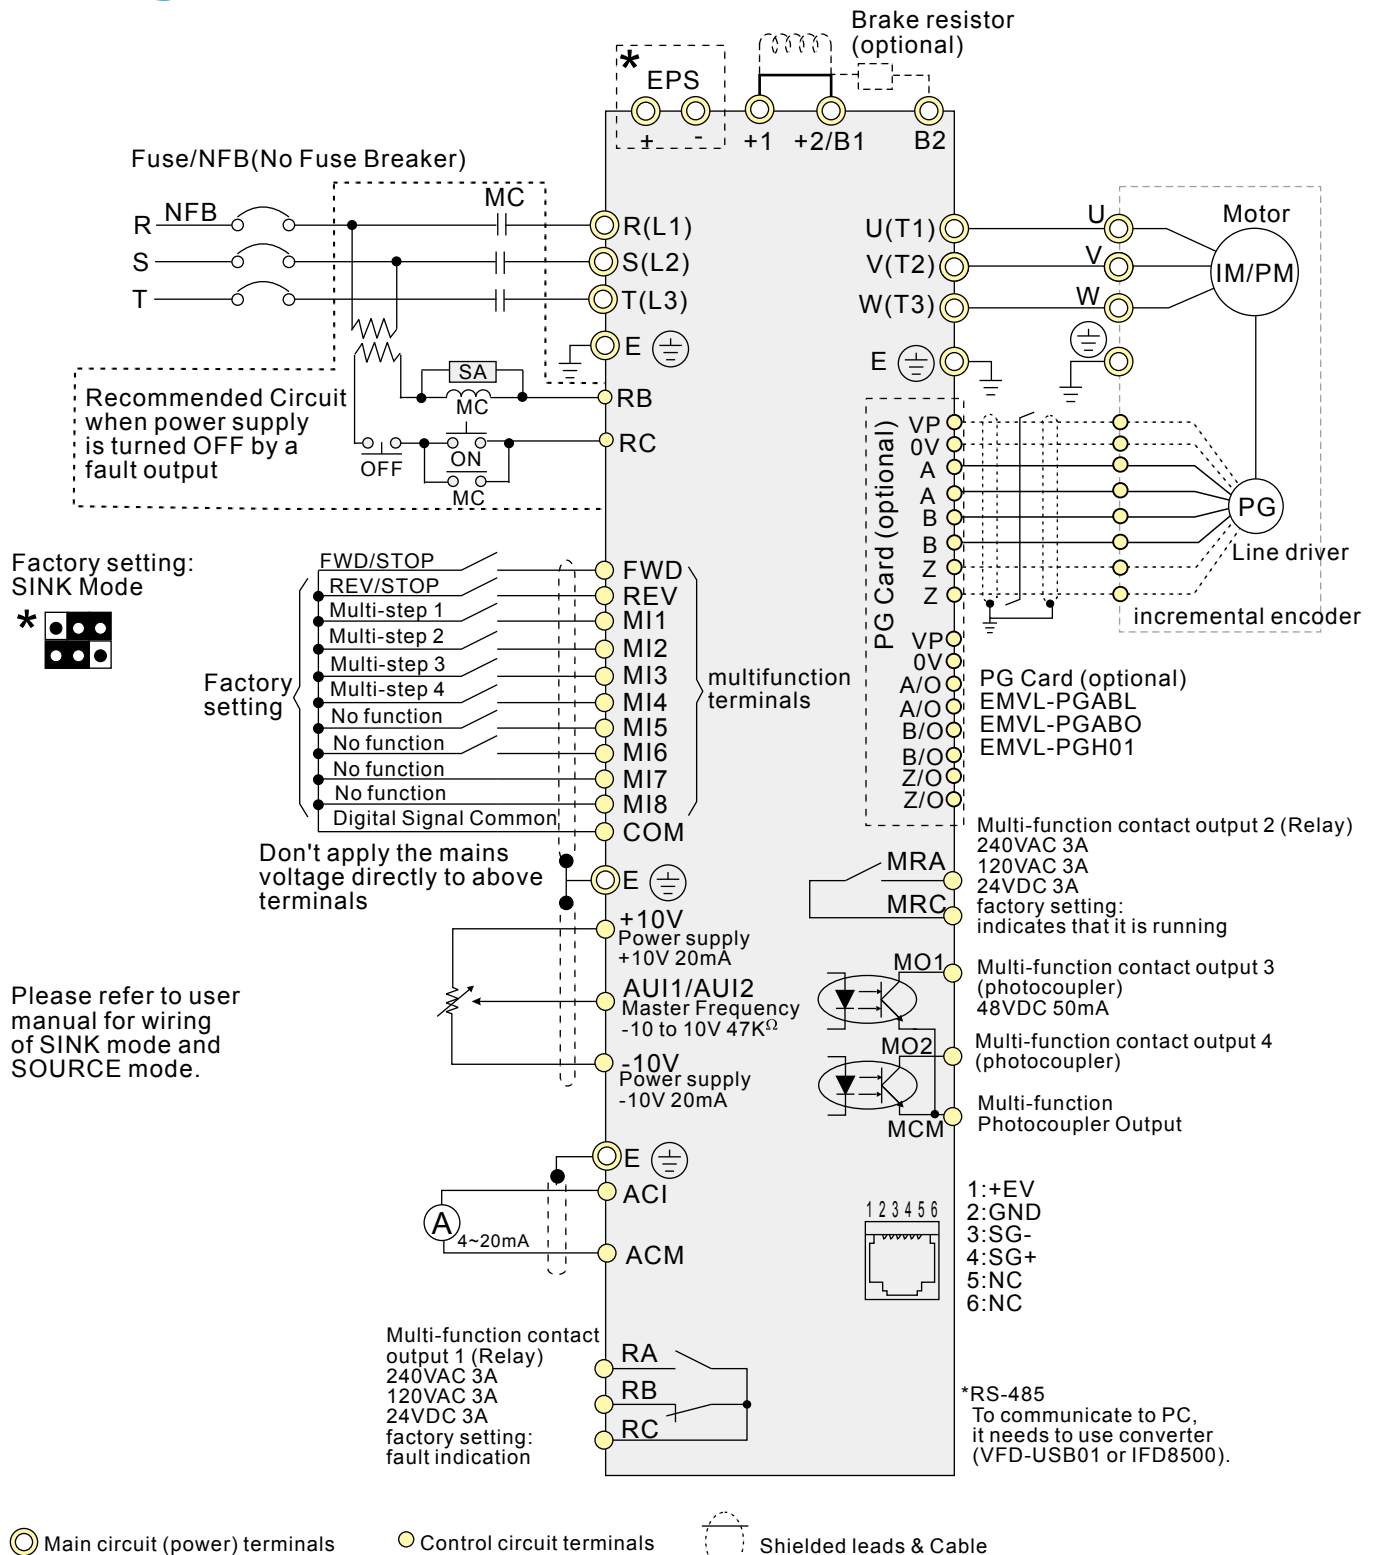 Brake resistor
(optional)
*
EPS
+ -
+1 +2/B1 B2
Fuse/NFB(No Fuse Breaker)
R NFB MC R(L1)
S S(L2)
T T(L3)
E
U(T1) U Motor
V(T2) V IM/PM
W(T3) W
E
SA
MC
RB
RC
OFF ON
MC
Recommended Circuit
when power supply
is turned OFF by a
fault output
PG Card (optional)
VP
0V
A
A
B
B
Z
Z
PG
Line driver
incremental encoder
VP
0V
A/O
A/O
B/O
B/O
Z/O
Z/O
PG Card (optional)
EMVL-PGABL
EMVL-PGABO
EMVL-PGH01
Factory setting:
SINK Mode
*
Factory
setting
FWD/STOP FWD
REV/STOP REV
Multi-step 1 MI1
Multi-step 2 MI2
Multi-step 3 MI3
Multi-step 4 MI4
No function MI5
No function MI6
No function MI7
No function MI8
Digital Signal Common COM
multifunction
terminals
Don't apply the mains
voltage directly to above
terminals
E
+10V
Power supply
+10V 20mA
AUI1/AUI2
Master Frequency
-10 to 10V 47KΩ
-10V
Power supply
-10V 20mA
Please refer to user
manual for wiring
of SINK mode and
SOURCE mode.
MRA
MRC
Multi-function contact output 2 (Relay)
240VAC 3A
120VAC 3A
24VDC 3A
factory setting:
indicates that it is running
MO1
Multi-function contact output 3
(photocoupler)
48VDC 50mA
MO2
Multi-function contact output 4
(photocoupler)
MCM
Multi-function
Photocoupler Output
E
ACI
A
4~20mA
ACM
1 2 3 4 5 6
1:+EV
2:GND
3:SG-
4:SG+
5:NC
6:NC
Multi-function contact
output 1 (Relay)
240VAC 3A
120VAC 3A
24VDC 3A
factory setting:
fault indication
RA
RB
RC
*RS-485
To communicate to PC,
it needs to use converter
(VFD-USB01 or IFD8500).
Main circuit (power) terminals
Control circuit terminals
Shielded leads & Cable